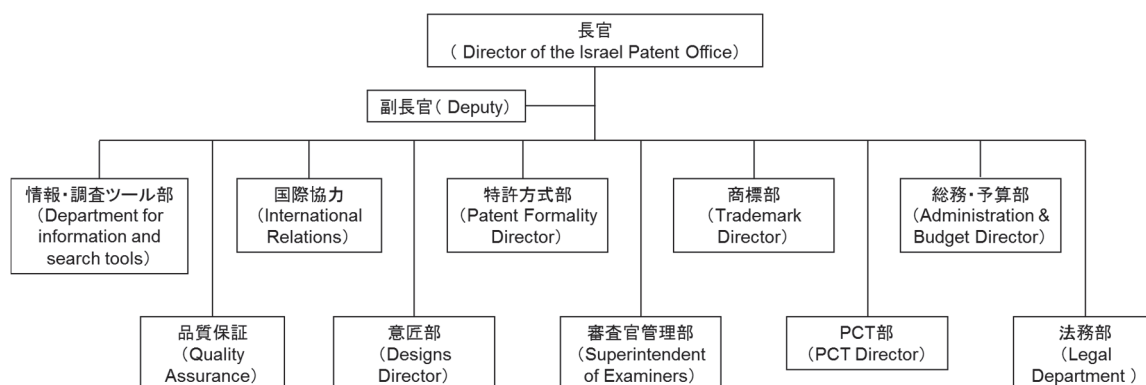 長官
（ Director of the Israel Patent Office）
副長官（ Deputy）
情報・調査ツール部
（Department for
information and
search tools）
国際協力
（International
Relations）
特許方式部
（Patent Formality
Director）
商標部
（Trademark
Director）
総務・予算部
（Administration &
Budget Director）
品質保証
（Quality
Assurance）
意匠部
（Designs
Director）
審査官管理部
（Superintendent
of Examiners）
PCT部
（PCT Director）
法務部
（Legal
Department ）